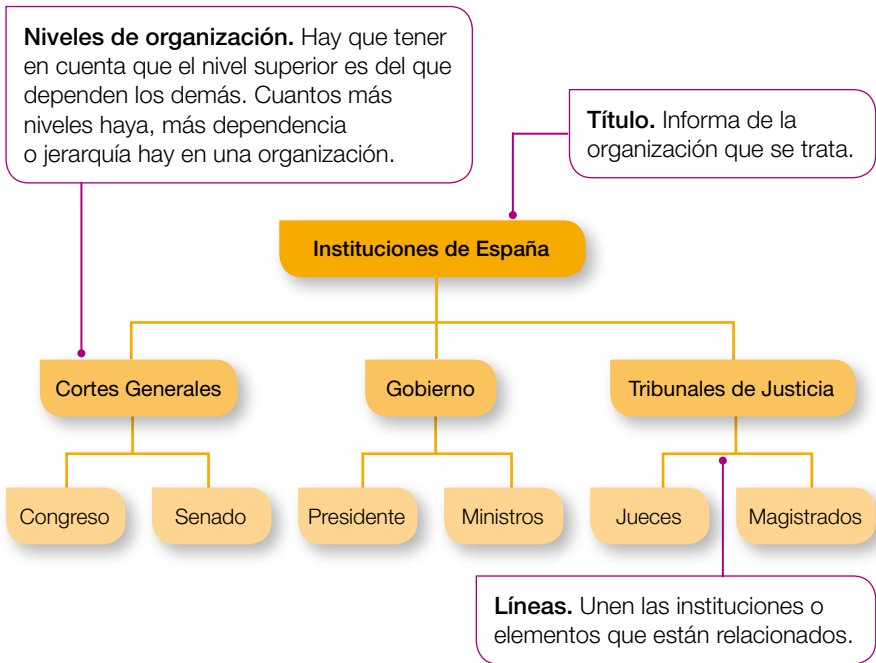 Niveles de organización. Hay que tener
en cuenta que el nivel superior es del que
dependen los demás. Cuantos más
niveles haya, más dependencia
o jerarquía hay en una organización.
Título. Informa de la
organización que se trata.
Instituciones de España
Cortes Generales
Gobierno
Tribunales de Justicia
Congreso
Senado
Presidente
Ministros
Jueces
Magistrados
Líneas. Unen las instituciones o
elementos que están relacionados.